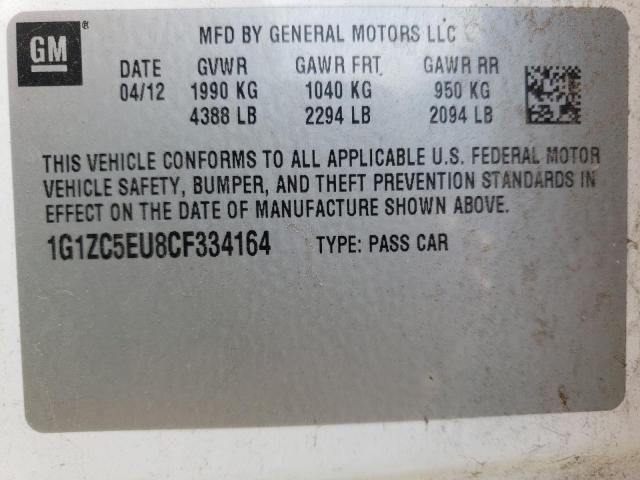 GM ®
MFD BY GENERAL MOTORS LLC
DATE GVWR GAWR FRT GAWR RR
04/12 1990 KG 1040 KG 950 KG
4388 LB 2294 LB 2094 LB
THIS VEHICLE CONFORMS TO ALL APPLICABLE U.S. FEDERAL MOTOR
VEHICLE SAFETY, BUMPER, AND THEFT PREVENTION STANDARDS IN
EFFECT ON THE DATE OF MANUFACTURE SHOWN ABOVE.
1G1ZC5EU8CF334164 TYPE: PASS CAR